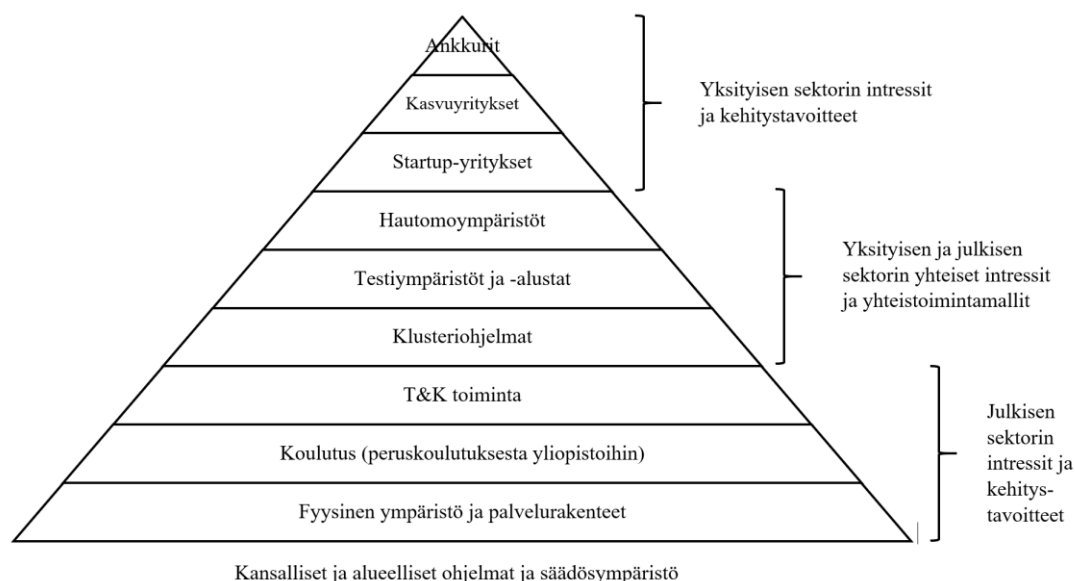 Ankkurit
Kasvuyritykset
Startup-yritykset
Hautomoympäristöt
Testiympäristöt ja -alustat
Klusteriohjelmat
T&K toiminta
Koulutus (peruskoulutuksesta yliopistoihin)
Fyysinen ympäristö ja palvelurakenteet
Kansalliset ja alueelliset ohjelmat ja säädösympäristö
Yksityisen sektorin intressit
ja kehitystavoitteet
Yksityisen ja julkisen
sektorin yhteiset intressit
ja yhteistoimintamallit
Julkisen
sektorin
intressit ja
kehitys-
tavoitteet